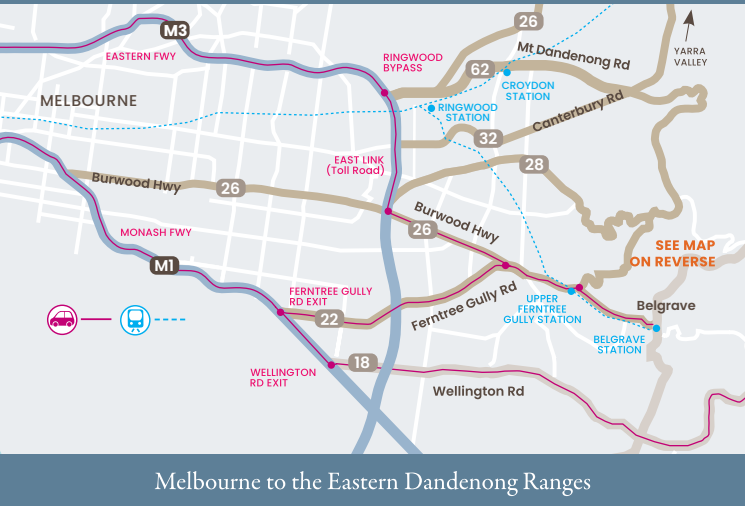 26
M3
EASTERN FWY
RINGWOOD
BYPASS
Mt Dandenong Rd
YARRA
VALLEY
62
CROYDON
STATION
MELBOURNE
RINGWOOD
STATION
Canterbury Rd
32
EAST LINK
(Toll Road)
28
Burwood Hwy
26
Burwood Hwy
26
MONASH FWY
M1
SEE MAP
ON REVERSE
FERNTREE GULLY
RD EXIT
22
Ferntree Gully Rd
UPPER
FERNTREE
GULLY STATION
Belgrave
BELGRAVE
STATION
WELLINGTON
RD EXIT
18
Wellington Rd
Melbourne to the Eastern Dandenong Ranges